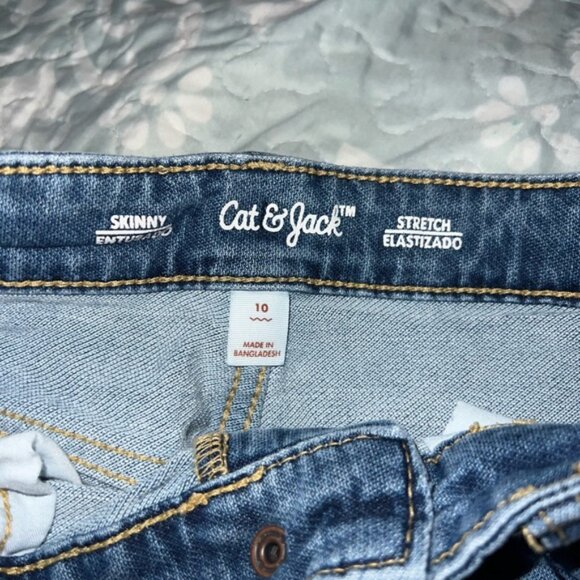 SKINNY
Cat & Jack™
STRETCH
ELASTIZADO
10
MADE IN
BANGLADESH